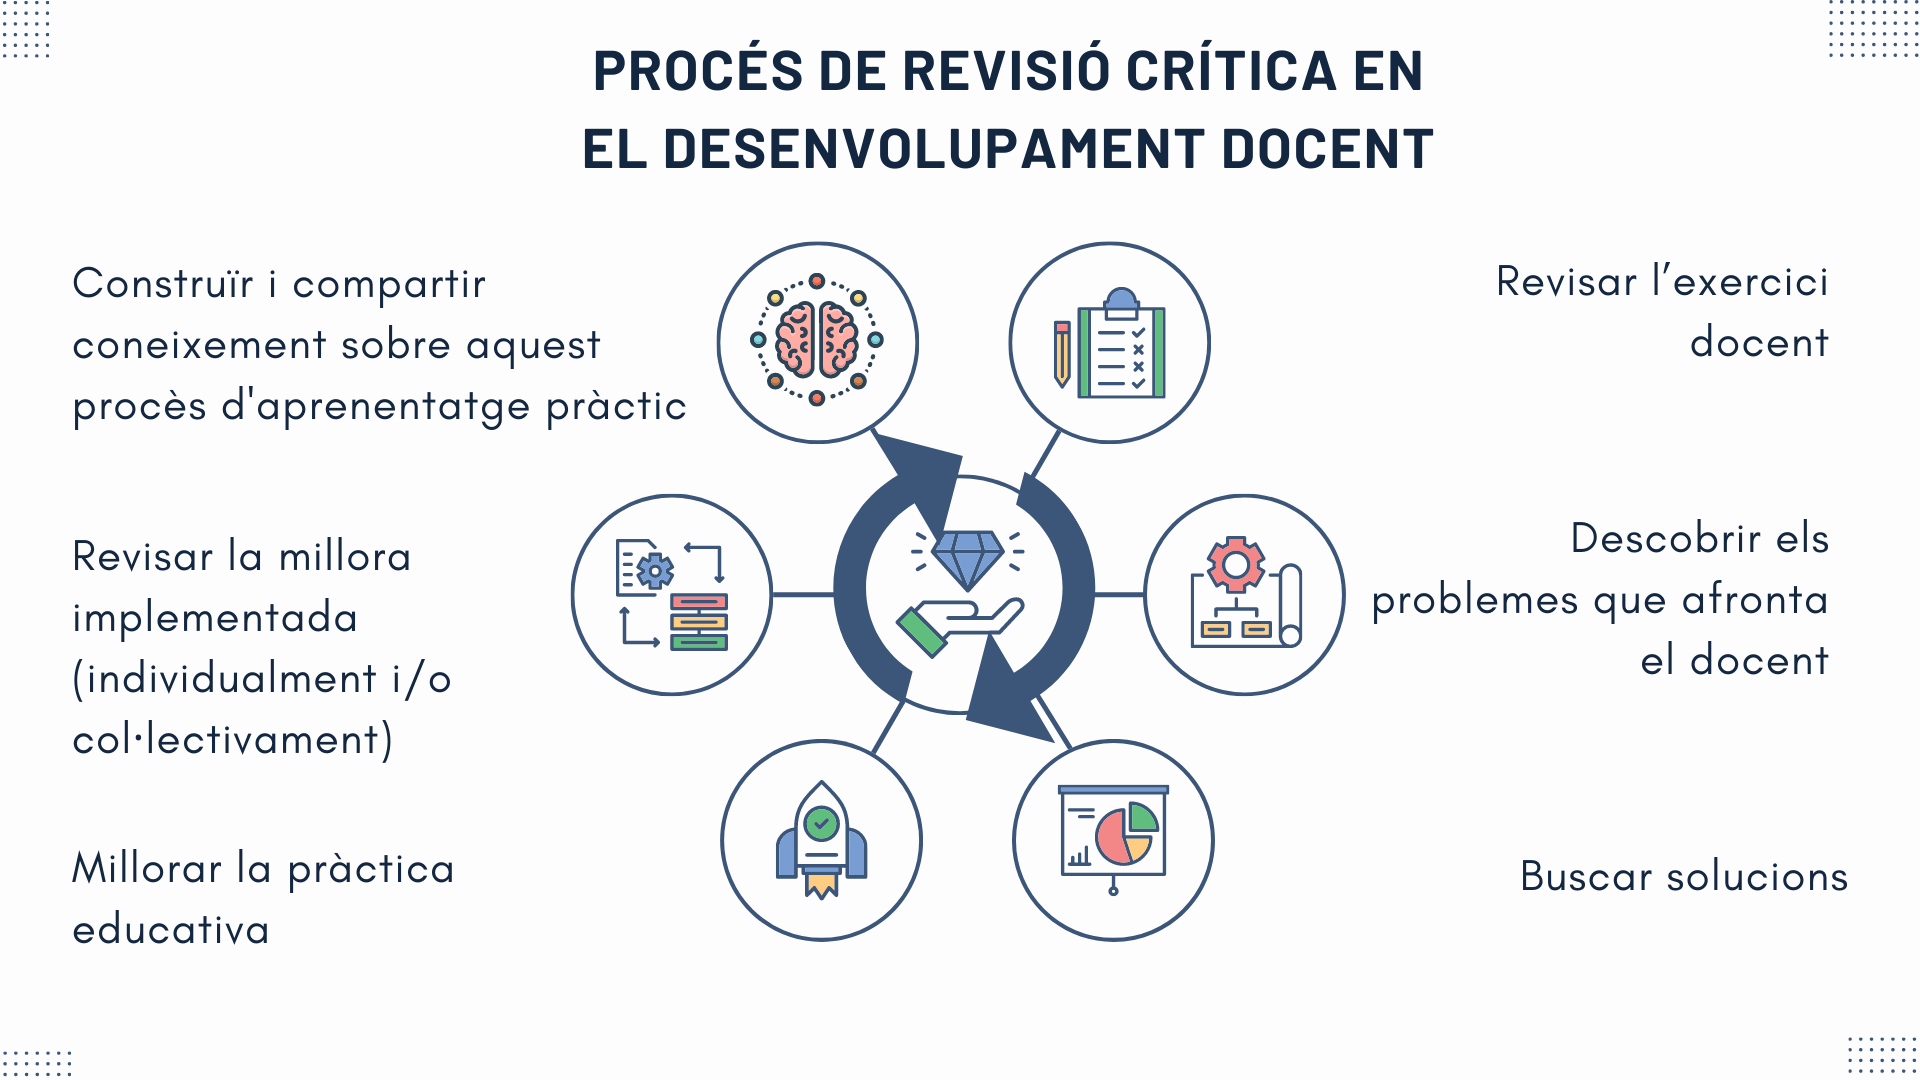 PROCÉS DE REVISIÓ CRÍTICA EN
EL DESENVOLUPAMENT DOCENT
Construïr i compartir
coneixement sobre aquest
procès d'aprenentatge pràctic
Revisar la millora
implementada
(individualment i/o
col·lectivament)
Millorar la pràctica
educativa
Revisar l’exercici
docent
Descobrir els
problemes que afronta
el docent
Buscar solucions